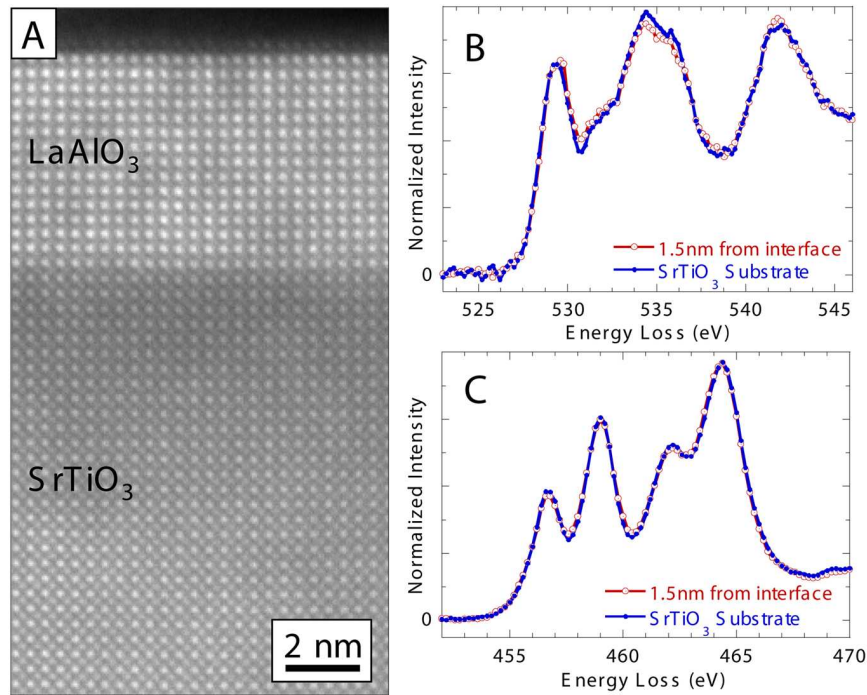 A
LaAlO3
SrTiO3
2 nm
B
Normalized Intensity
0
1.5nm from interface
SrTiO3 Substrate
525 530 535 540 545
Energy Loss (eV)
C
Normalized Intensity
0
1.5nm from interface
SrTiO3 Substrate
455 460 465 470
Energy Loss (eV)